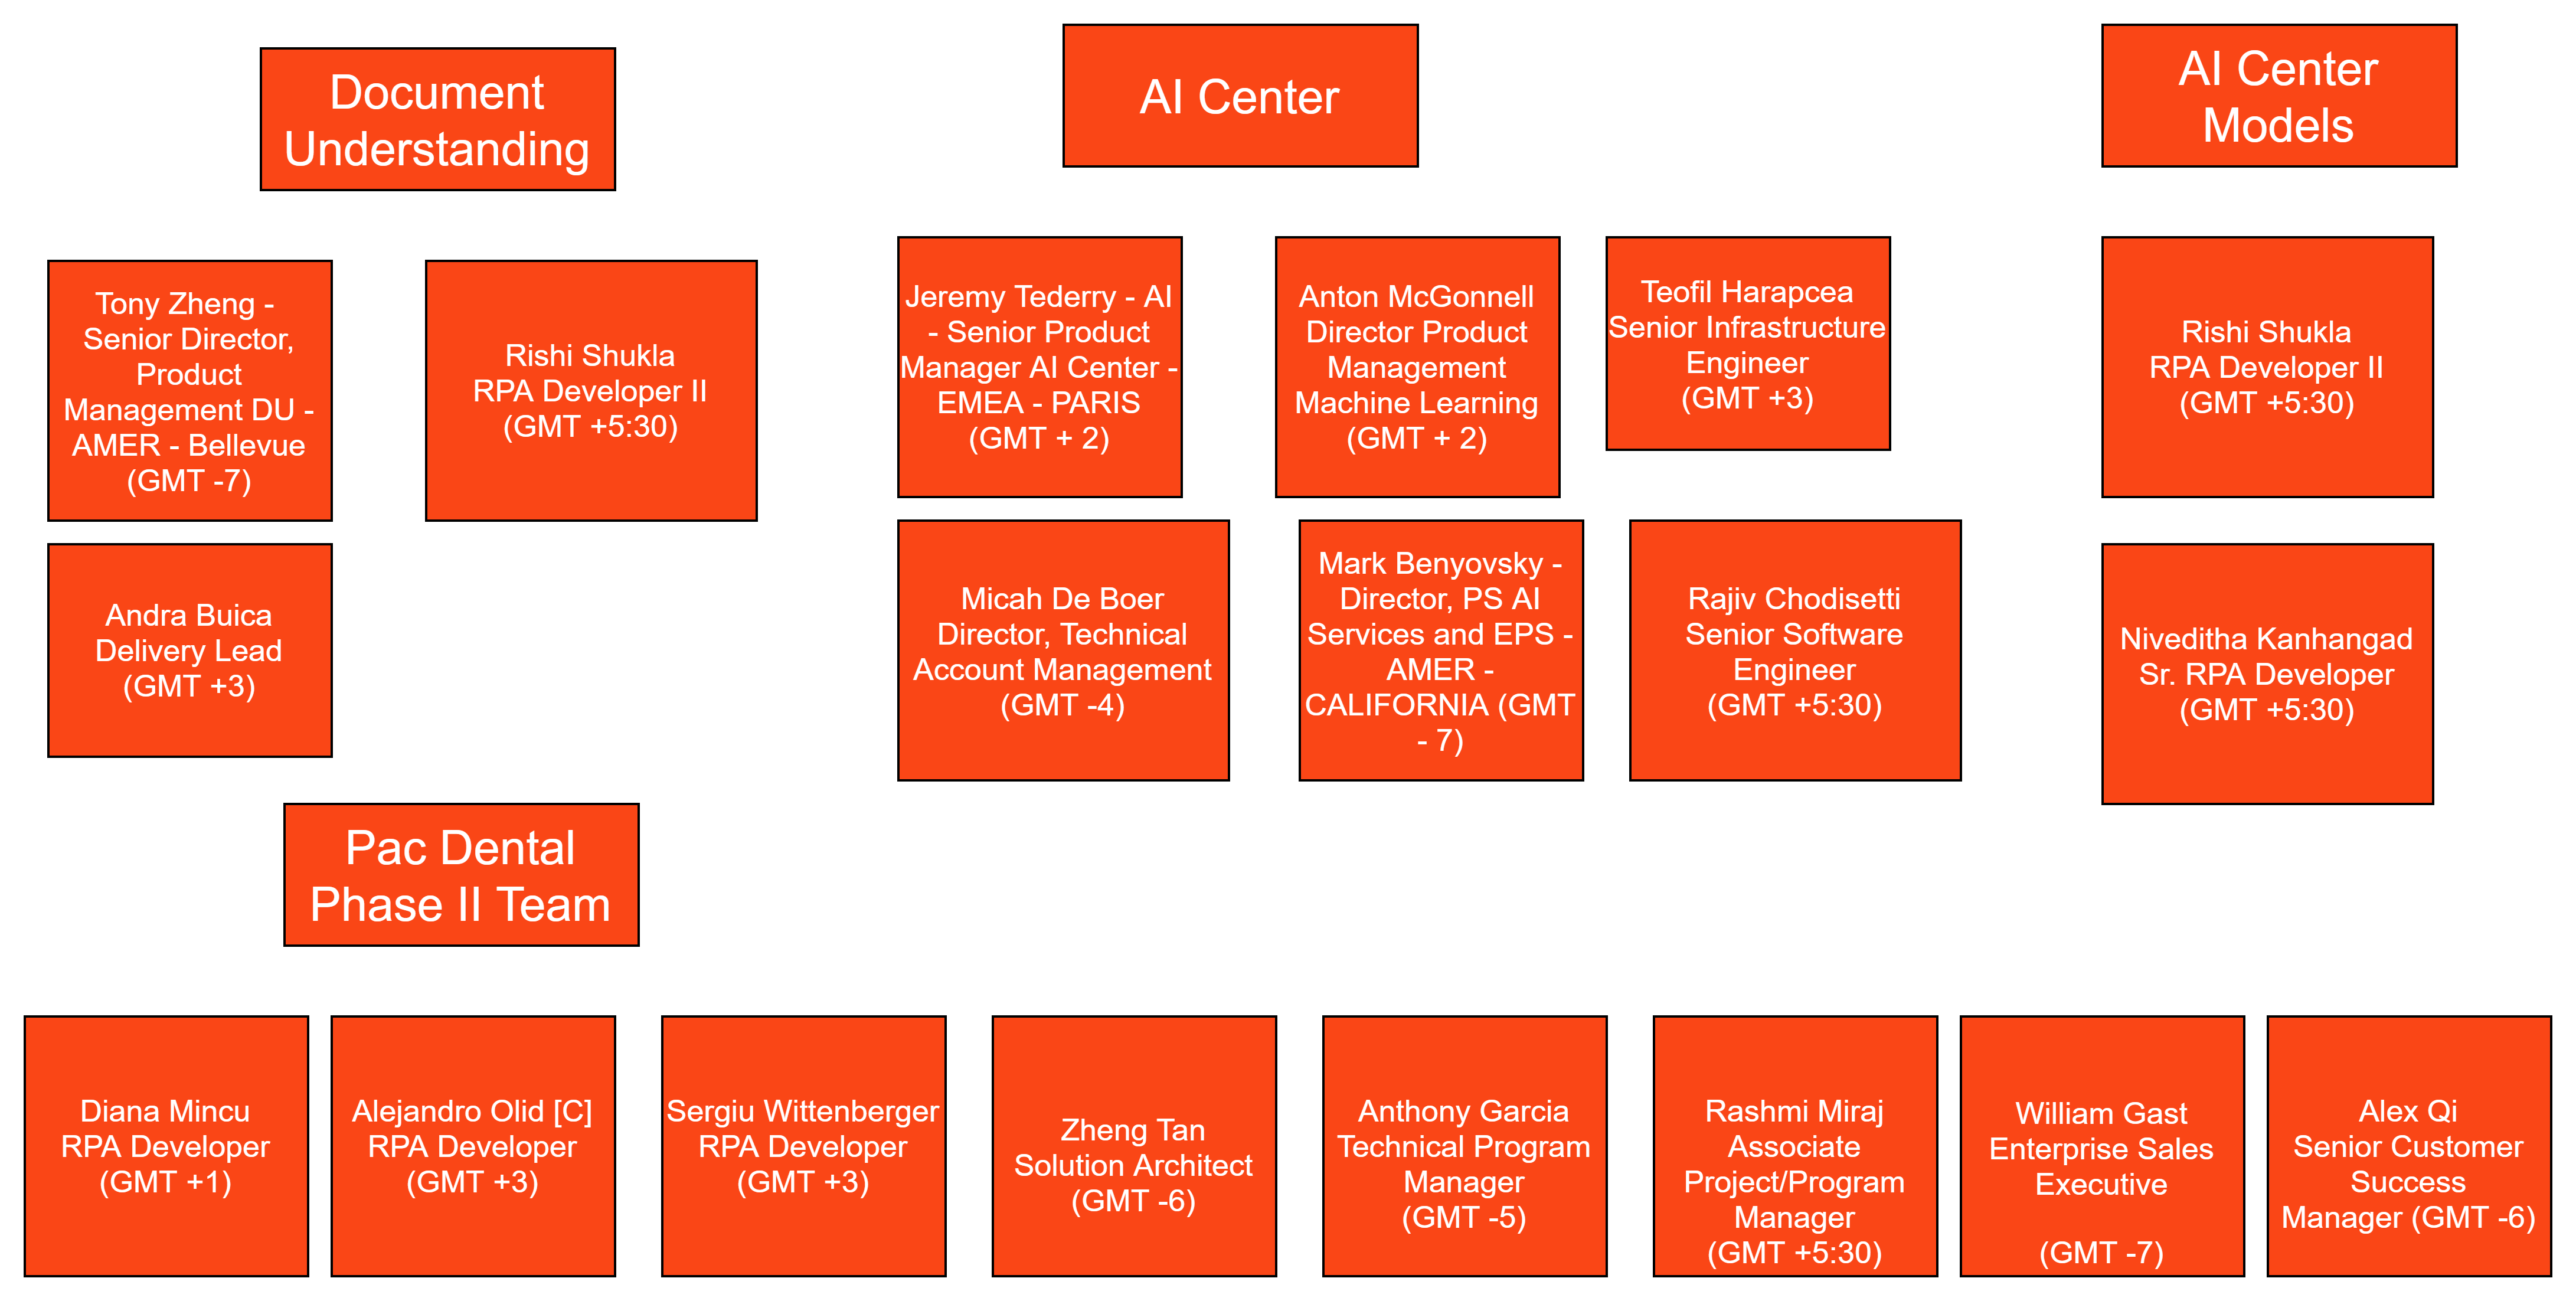 Document
Understanding
AI Center
AI Center
Models
Tony Zheng -
Senior Director,
Product
Management DU -
AMER - Bellevue
(GMT -7)
Rishi Shukla
RPA Developer II
(GMT +5:30)
Jeremy Tederry - AI
- Senior Product
Manager AI Center -
EMEA - PARIS
(GMT + 2)
Anton McGonnell
Director Product
Management
Machine Learning
(GMT + 2)
Teofil Harapcea
Senior Infrastructure
Engineer
(GMT +3)
Rishi Shukla
RPA Developer II
(GMT +5:30)
Andra Buica
Delivery Lead
(GMT +3)
Micah De Boer
Director, Technical
Account Management
(GMT -4)
Mark Benyovsky -
Director, PS AI
Services and EPS -
AMER -
CALIFORNIA (GMT
- 7)
Rajiv Chodisetti
Senior Software
Engineer
(GMT +5:30)
Niveditha Kanhangad
Sr. RPA Developer
(GMT +5:30)
Pac Dental
Phase II Team
Diana Mincu
RPA Developer
(GMT +1)
Alejandro Olid [C]
RPA Developer
(GMT +3)
Sergiu Wittenberger
RPA Developer
(GMT +3)
Zheng Tan
Solution Architect
(GMT -6)
Anthony Garcia
Technical Program
Manager
(GMT -5)
Rashmi Miraj
Associate
Project/Program
Manager
(GMT +5:30)
William Gast
Enterprise Sales
Executive
(GMT -7)
Alex Qi
Senior Customer
Success
Manager (GMT -6)